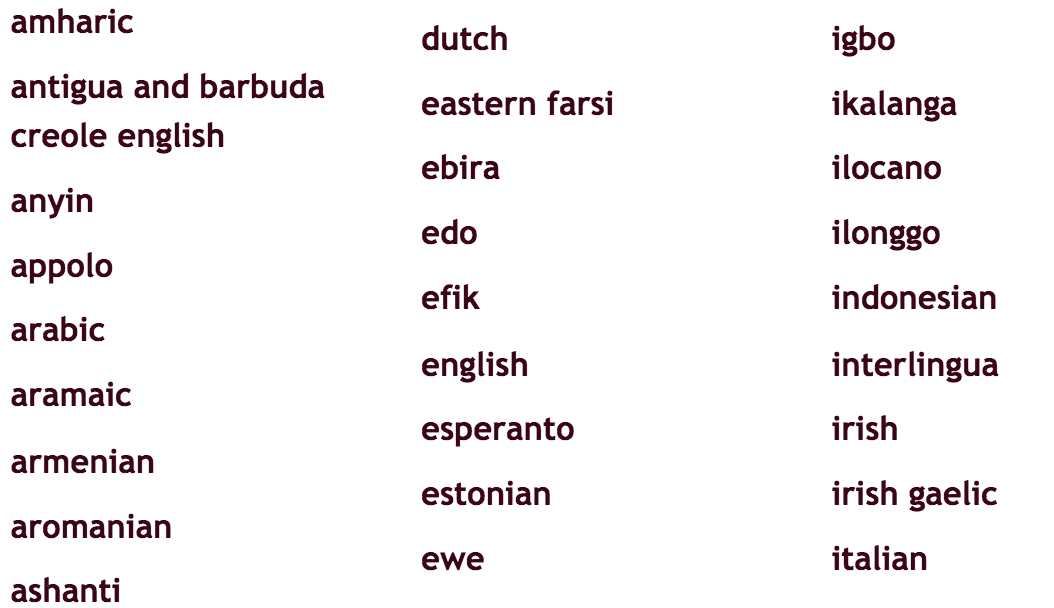 amharic
antigua and barbuda
creole english
anyin
appolo
arabic
aramaic
armenian
aromanian
ashanti
dutch
eastern farsi
ebira
edo
efik
english
esperanto
estonian
ewe
igbo
ikalanga
ilocano
ilonggo
indonesian
interlingua
irish
irish gaelic
italian